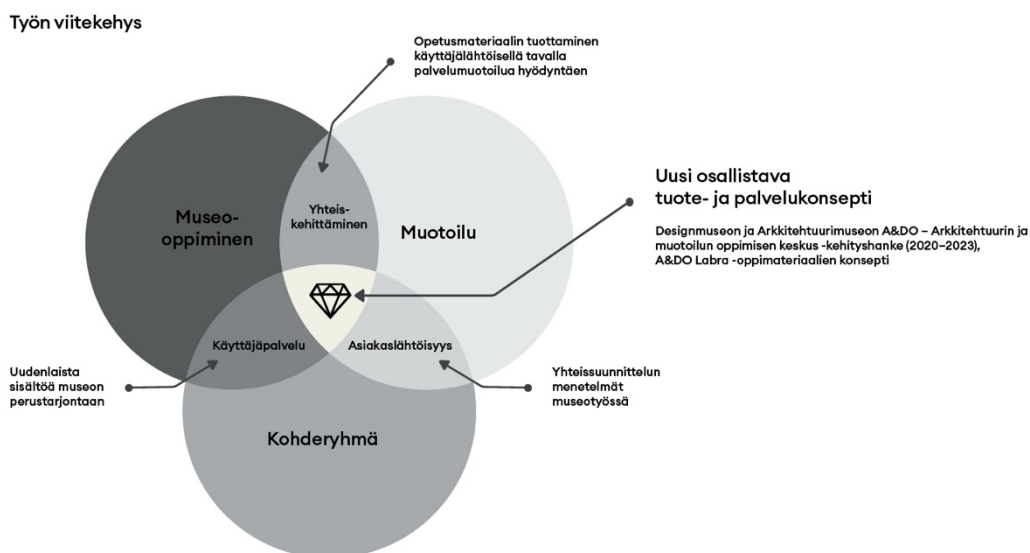 Työn viitekehys
Opetusmateriaalin tuottaminen
käyttäjälähtöisellä tavalla
palvelumuotoilua hyödyntäen
Museo-
oppiminen
Yhteis-
kehittäminen
Muotoilu
Uusi osallistava
tuote- ja palvelukonsepti
Designmuseon ja Arkkitehtuurimuseon A&DO – Arkkitehtuurin ja
muotoilun oppimisen keskus -kehityshanke (2020–2023),
A&DO Labra -oppimateriaalien konsepti
Käyttäjäpalvelu
Asiakaslähtöisyys
Uudenlaista
sisältöä museon
perustarjontaan
Yhteissuunnittelun
menetelmät
museotyössä
Kohderyhmä